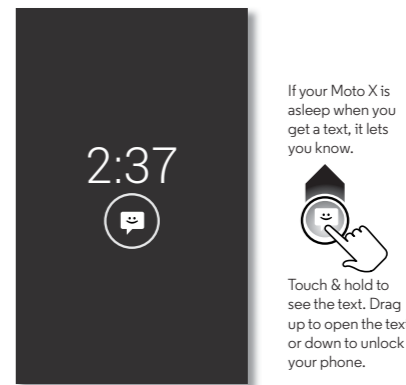 2:37
If your Moto X is
asleep when you
get a text, it lets
you know.
Touch & hold to
see the text. Drag
up to open the tex
or down to unlock
your phone.